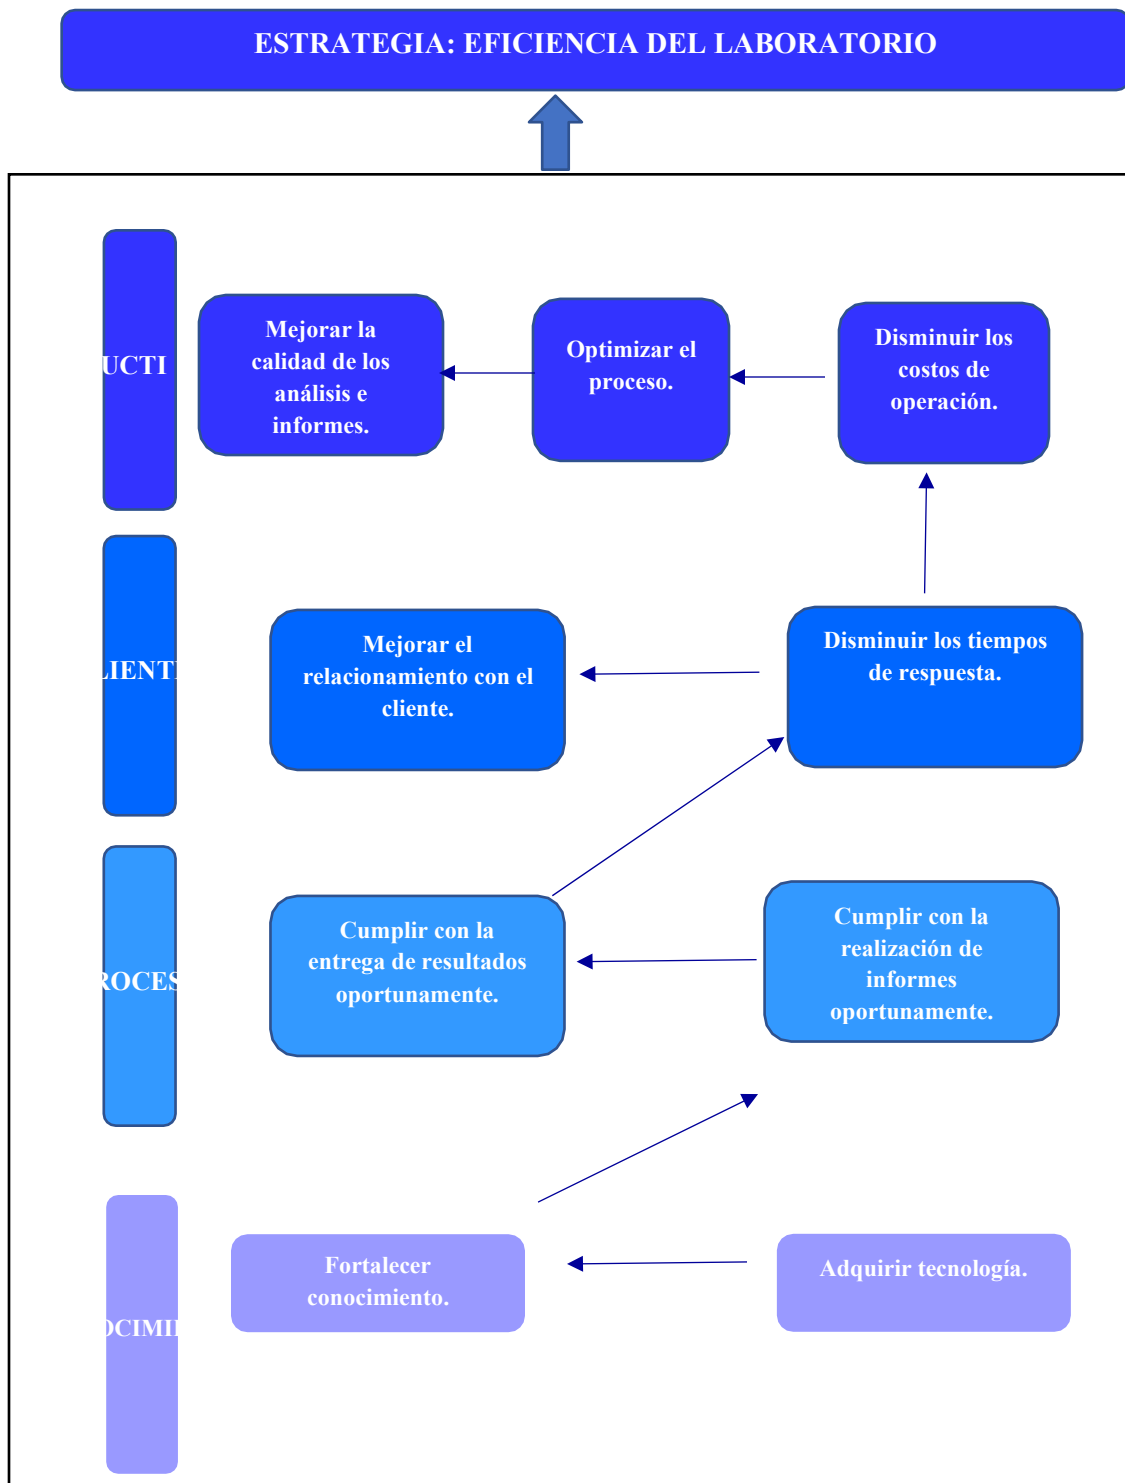 ESTRATEGIA: EFICIENCIA DEL LABORATORIO
UCTI
Mejorar la
calidad de los
análisis e
informes.
Optimizar el
proceso.
Disminuir los
costos de
operación.
LIENT
Mejorar el
relacionamiento con el
cliente.
Disminuir los tiempos
de respuesta.
ROCES
Cumplir con la
entrega de resultados
oportunamente.
Cumplir con la
realización de
informes
oportunamente.
OCIMI
Fortalecer
conocimiento.
Adquirir tecnología.